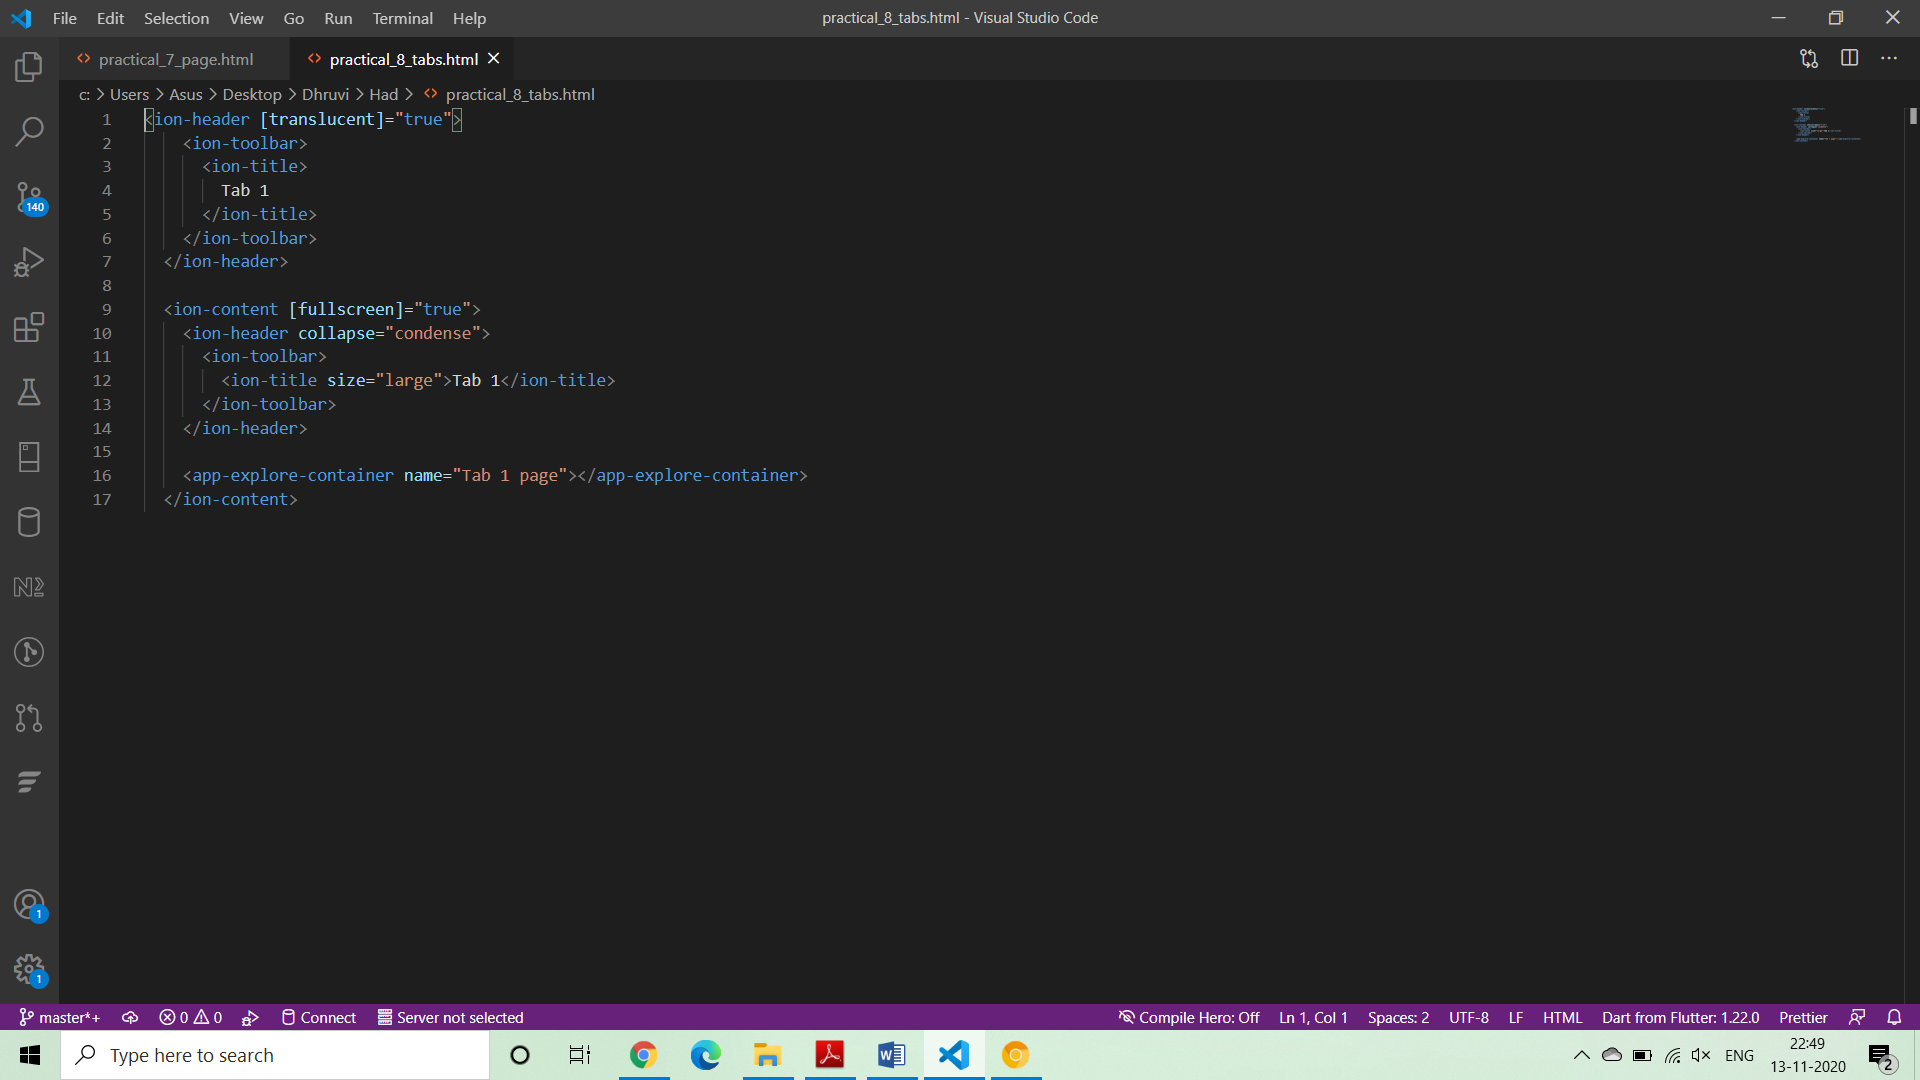 File Edit Selection View Go Run Terminal Help
practical_8_tabs.html - Visual Studio Code
practical_7_page.html
practical_8_tabs.html
c: > Users > Asus > Desktop > Dhruvi > Had > practical_8_tabs.html
1 <ion-header [translucent]="true">
2 <ion-toolbar>
3 <ion-title>
4 Tab 1
5 </ion-title>
6 </ion-toolbar>
7 </ion-header>
8
9 <ion-content [fullscreen]="true">
10 <ion-header collapse="condense">
11 <ion-toolbar>
12 <ion-title size="large">Tab 1</ion-title>
13 </ion-toolbar>
14 </ion-header>
15
16 <app-explore-container name="Tab 1 page"></app-explore-container>
17 </ion-content>
140
N2
1
1
master*+ 0 0 Connect Server not selected Compile Hero: Off Ln 1, Col 1 Spaces: 2 UTF-8 LF HTML Dart from Flutter: 1.22.0 Prettier
Type here to search
ENG
22:49
13-11-2020
2